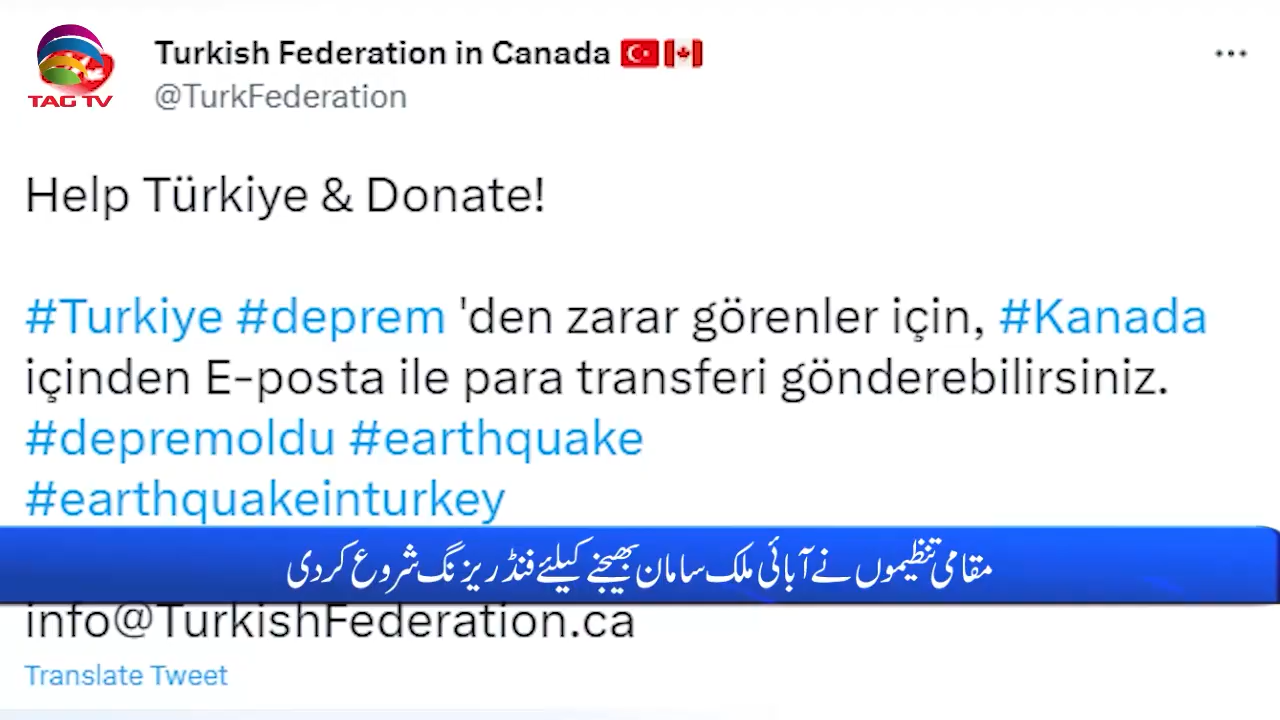 TAG TV
Turkish Federation in Canada 🇹🇷🇨🇦
@TurkFederation
Help Türkiye & Donate!
#Turkiye #deprem 'den zarar görenler için, #Kanada
içinden E-posta ile para transferi gönderebilirsiniz.
#depremoldu #earthquake
#earthquakeinturkey
مقامی تنظیموں نے آبائی ملک سامان بھیجنے کیلئے فنڈ ریزنگ شروع کردی
info@TurkishFederation.ca
Translate Tweet